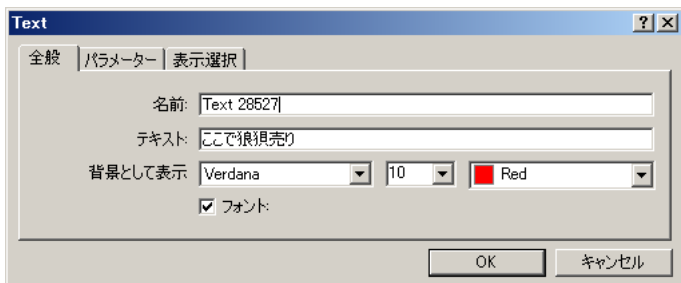 Text
全般 パラメーター 表示選択
名前: Text 28527
テキスト: ここで狼狽売り
背景として表示 Verdana 10 Red
フォント:
OK キャンセル